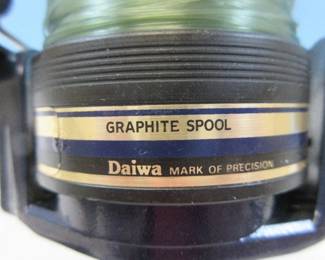 GRAPHITE SPOOL
Daiwa MARK OF PRECISION